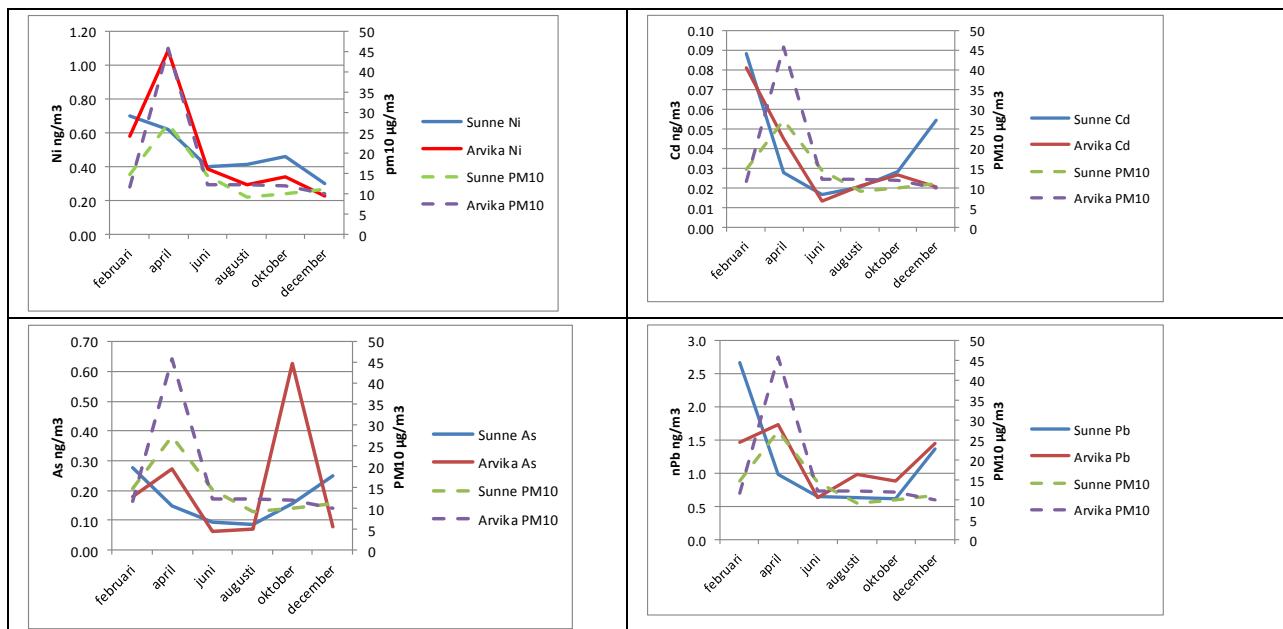 1.20
1.00
0.80
0.60
0.40
0.20
0.00
Ni ng/m3
50
45
40
35
30
25
20
15
10
5
0
pm10 µg/m3
februari
april
juni
augusti
oktober
december
Sunne Ni
Arvika Ni
Sunne PM10
Arvika PM10
0.10
0.09
0.08
0.07
0.06
0.05
0.04
0.03
0.02
0.01
0.00
Cd ng/m3
50
45
40
35
30
25
20
15
10
5
0
PM10 µg/m3
februari
april
juni
augusti
oktober
december
Sunne Cd
Arvika Cd
Sunne PM10
Arvika PM10
0.70
0.60
0.50
0.40
0.30
0.20
0.10
0.00
As ng/m3
50
45
40
35
30
25
20
15
10
5
0
PM10 µg/m3
februari
april
juni
augusti
oktober
december
Sunne As
Arvika As
Sunne PM10
Arvika PM10
3.0
2.5
2.0
1.5
1.0
0.5
0.0
nPb ng/m3
50
45
40
35
30
25
20
15
10
5
0
PM10 µg/m3
februari
april
juni
augusti
oktober
december
Sunne Pb
Arvika Pb
Sunne PM10
Arvika PM10